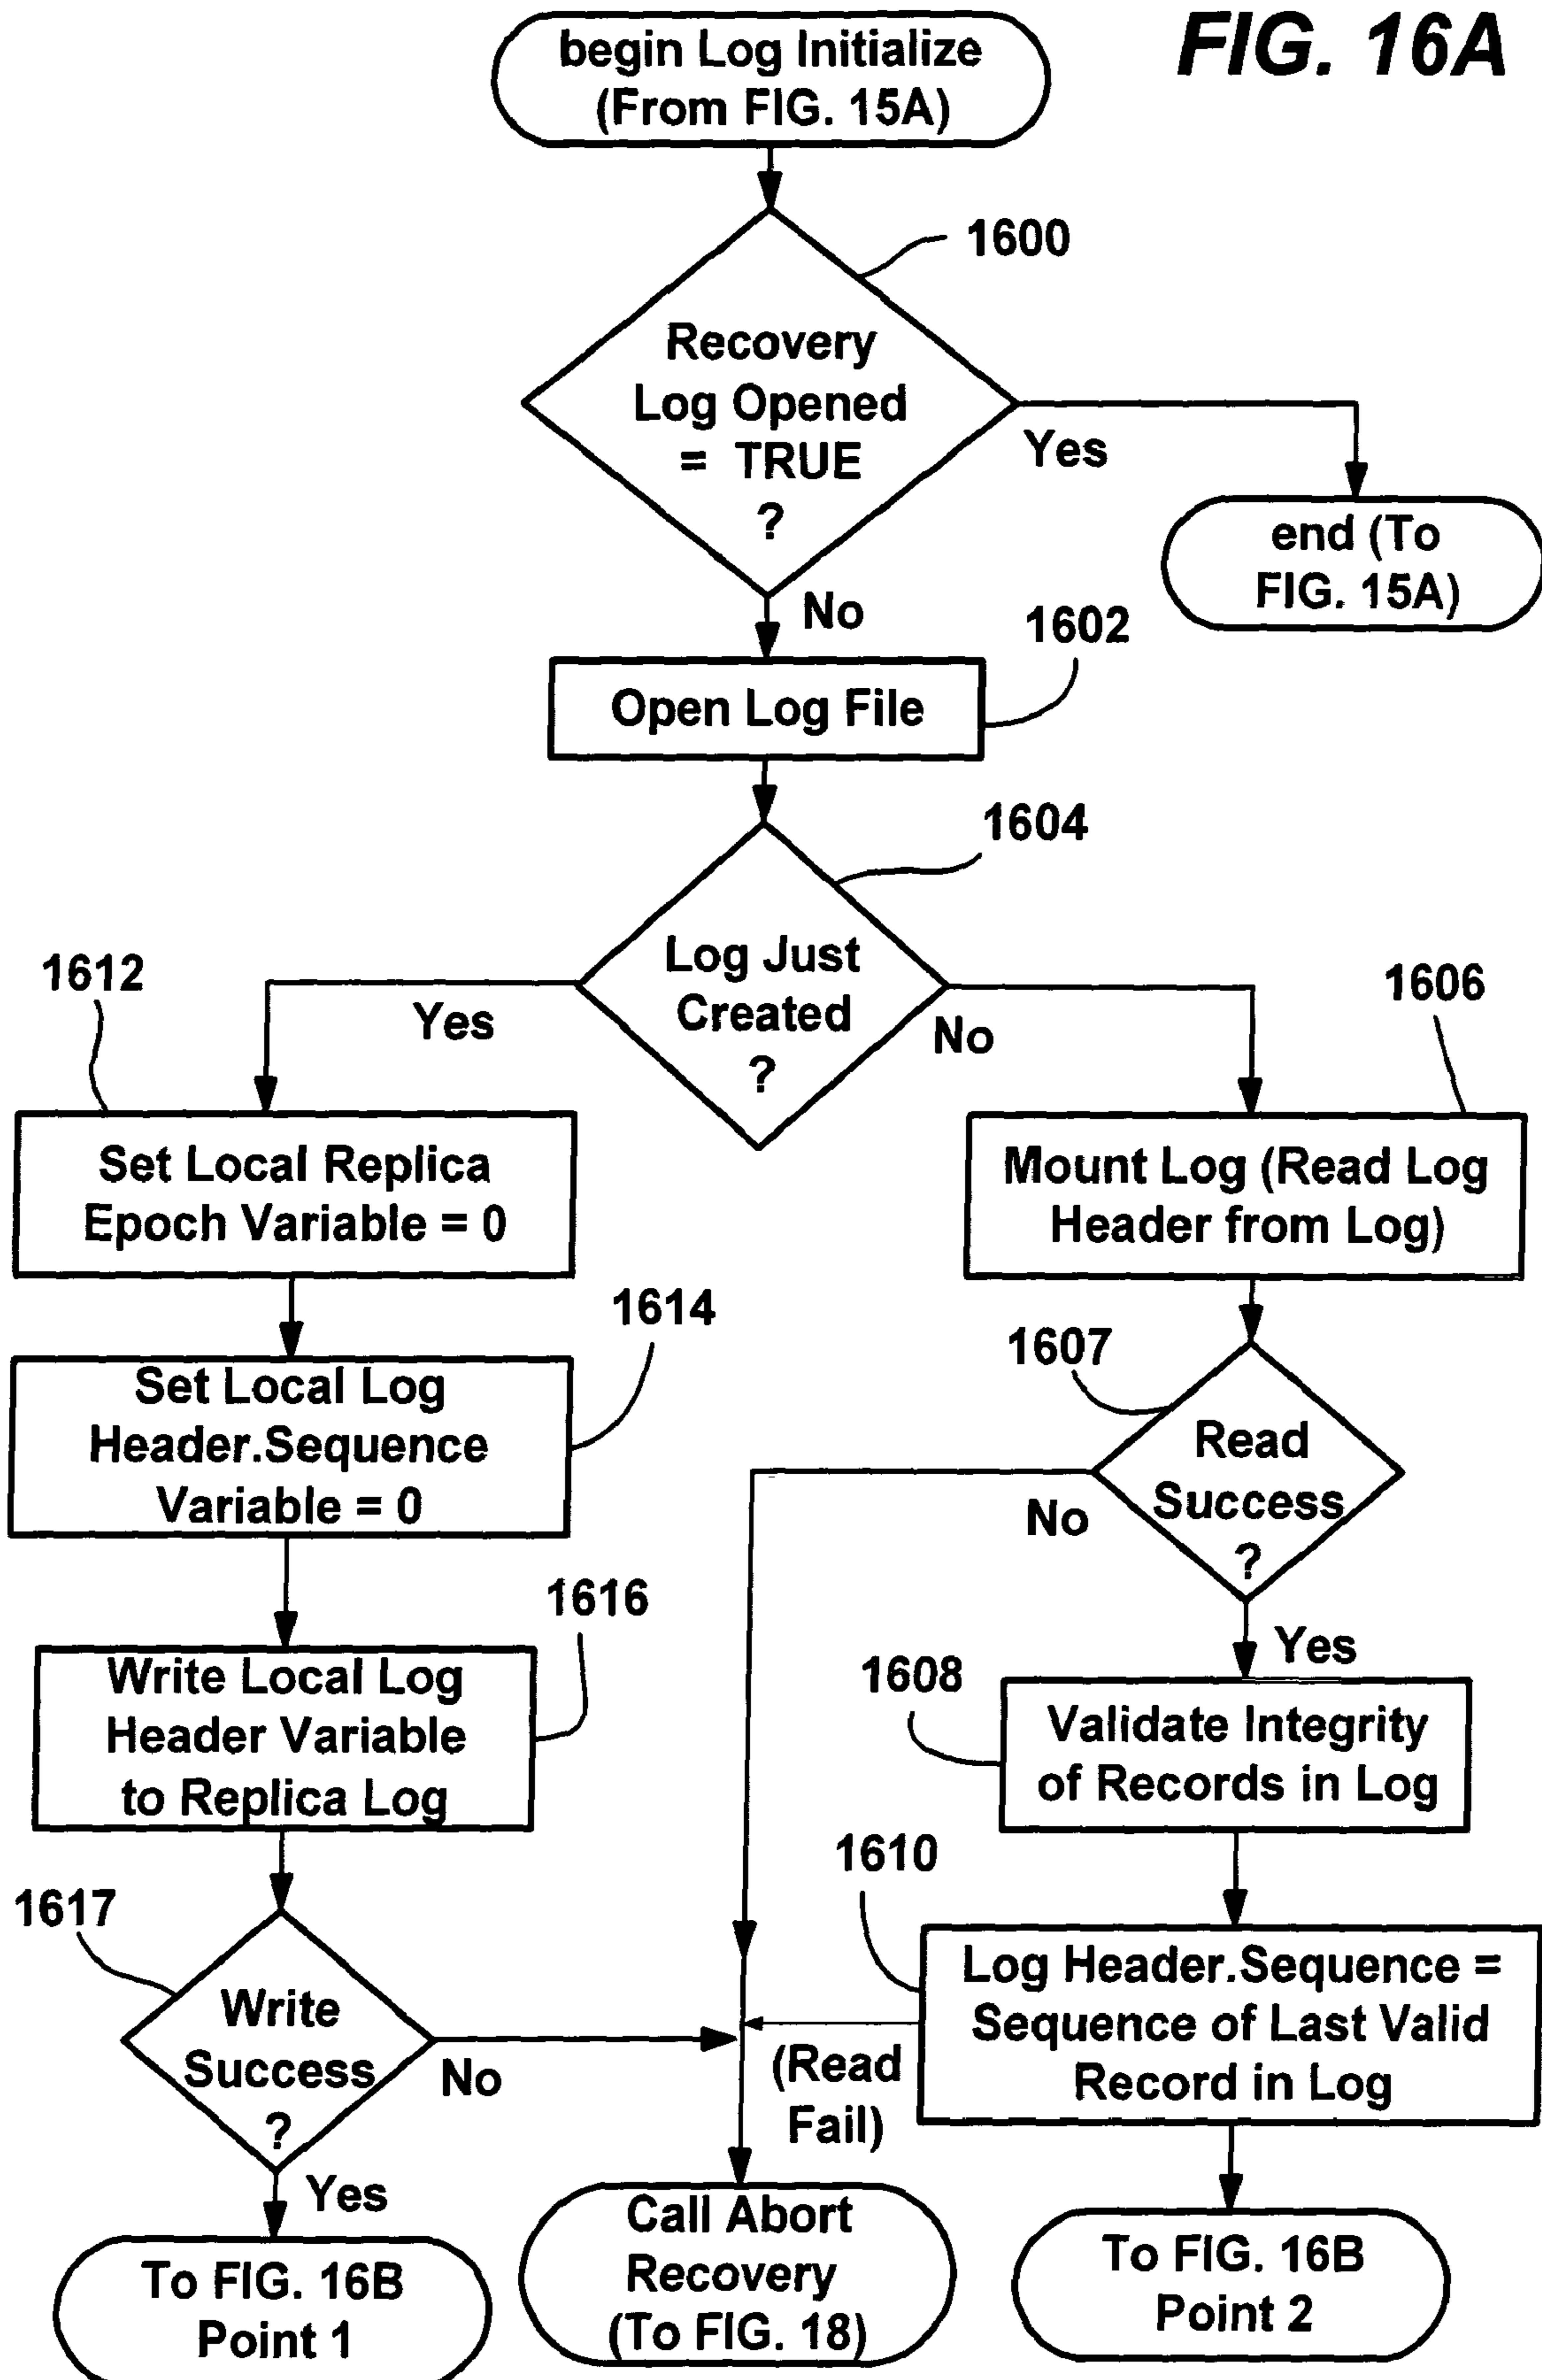 FIG. 16A
begin Log Initialize
(From FIG. 15A)
1600
Recovery
Log Opened
= TRUE
?
Yes
end (To
FIG. 15A)
No
1602
Open Log File
1604
Log Just
Created
?
1612
Yes
No
1606
Set Local Replica
Epoch Variable = 0
Mount Log (Read Log
Header from Log)
1614
1607
Set Local Log
Header.Sequence
Variable = 0
Read
Success
?
No
Yes
1616
Write Local Log
Header Variable
to Replica Log
1608
Validate Integrity
of Records in Log
1610
1617
Write
Success
?
No
Log Header.Sequence =
Sequence of Last Valid
Record in Log
(Read
Fail)
Yes
To FIG. 16B
Point 1
Call Abort
Recovery
(To FIG. 18)
To FIG. 16B
Point 2